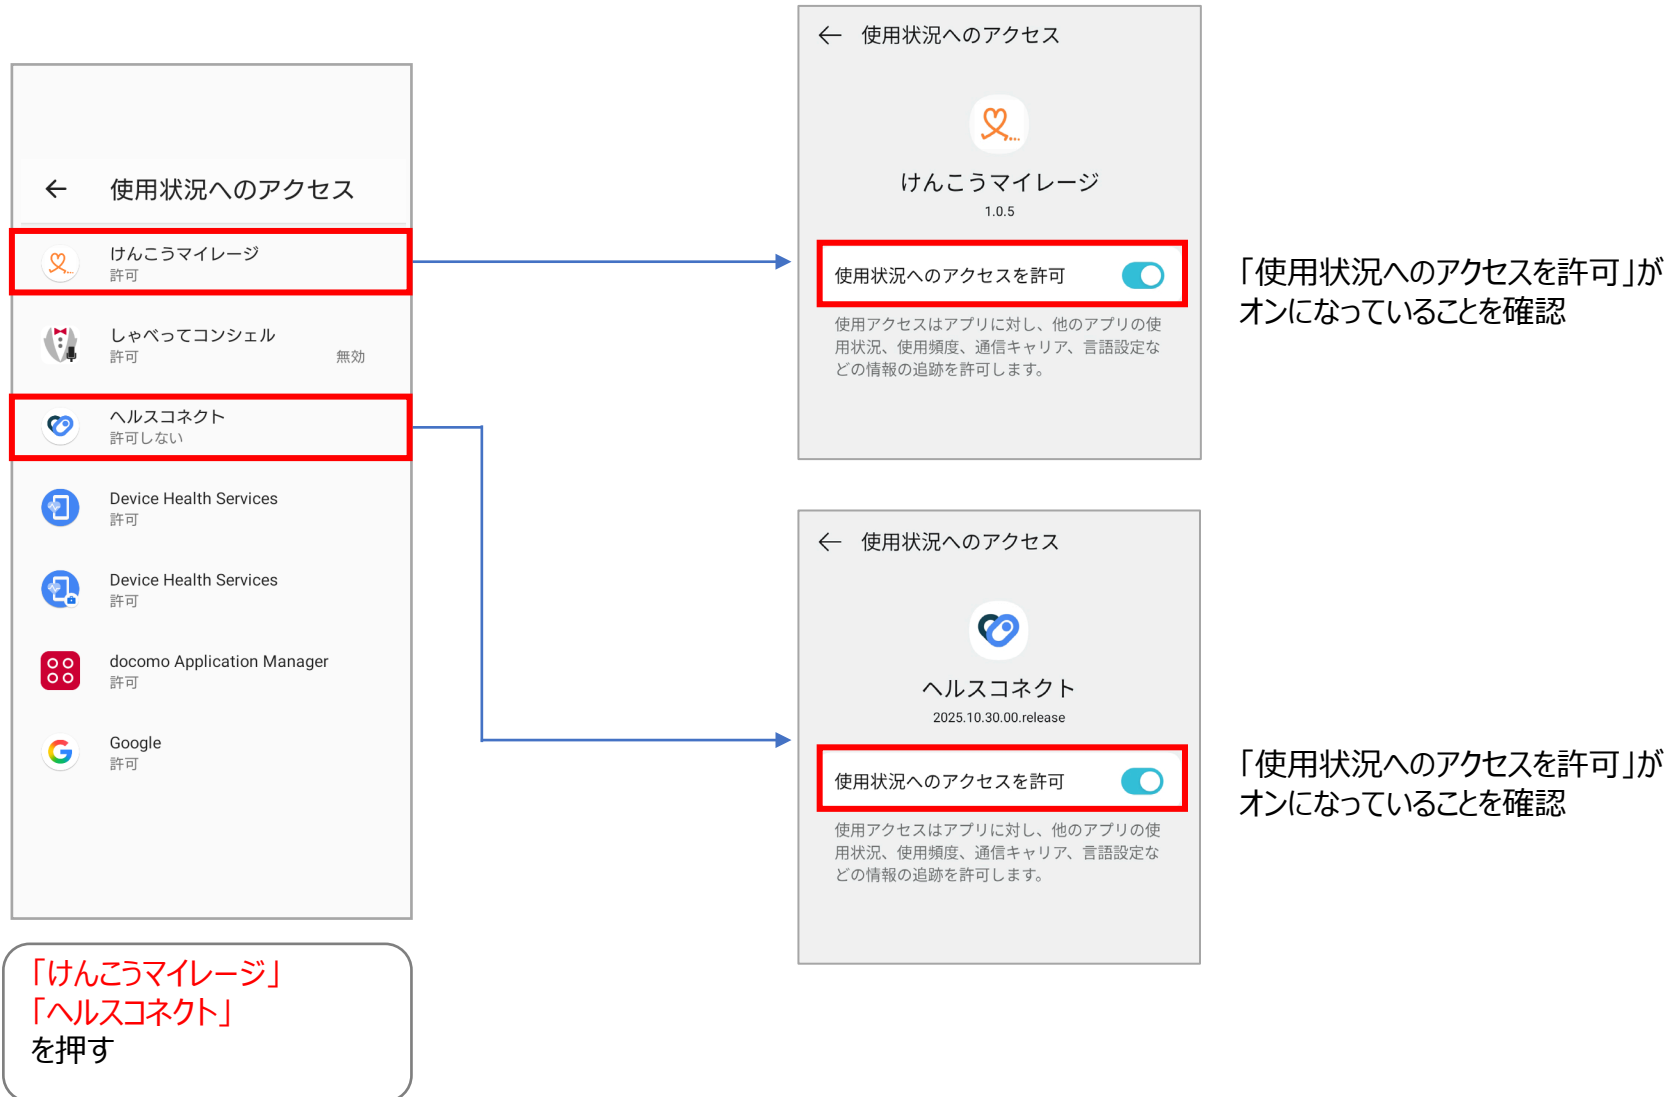 使用状況へのアクセス
けんこうマイレージ
許可
しゃべってコンシェル
許可 無効
ヘルスコネクト
許可しない
Device Health Services
許可
Device Health Services
許可
docomo Application Manager
許可
Google
許可
「けんこうマイレージ」
「ヘルスコネクト」
を押す
使用状況へのアクセス
けんこうマイレージ
1.0.5
使用状況へのアクセスを許可
使用アクセスはアプリに対し、他のアプリの使
用状況、使用頻度、通信キャリア、言語設定な
どの情報の追跡を許可します。
「使用状況へのアクセスを許可」が
オンになっていることを確認
使用状況へのアクセス
ヘルスコネクト
2025.10.30.00.release
使用状況へのアクセスを許可
使用アクセスはアプリに対し、他のアプリの使
用状況、使用頻度、通信キャリア、言語設定な
どの情報の追跡を許可します。
「使用状況へのアクセスを許可」が
オンになっていることを確認